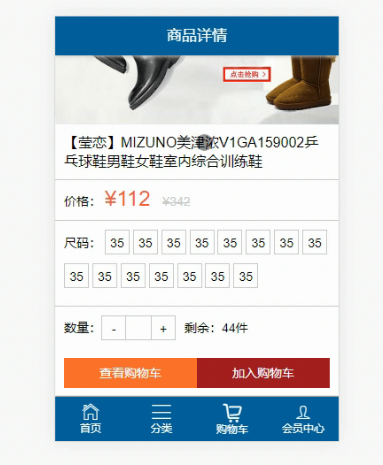 商品详情
点击抢购 >
【莹恋】MIZUNO美津浓V1GA159002乒
乓球鞋男鞋女鞋室内综合训练鞋
价格： ¥112 ¥342
尺码： 35 35 35 35 35 35 35 35
35 35 35 35 35 35 35
数量： - + 剩余：44件
查看购物车 加入购物车
首页 分类 购物车 会员中心